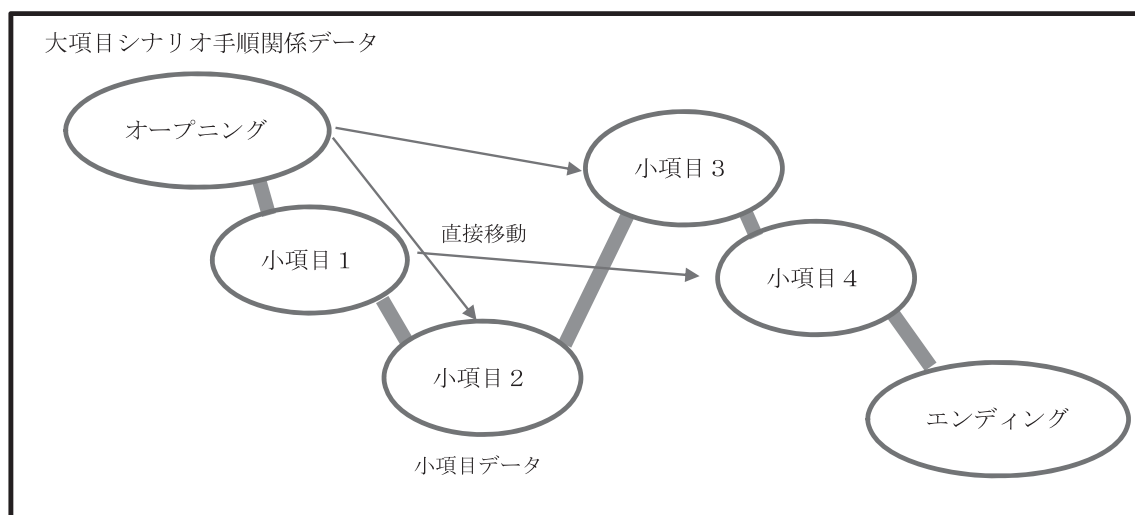 大項目シナリオ手順関係データ
オープニング
小項目３
小項目１
直接移動
小項目４
小項目２
エンディング
小項目データ